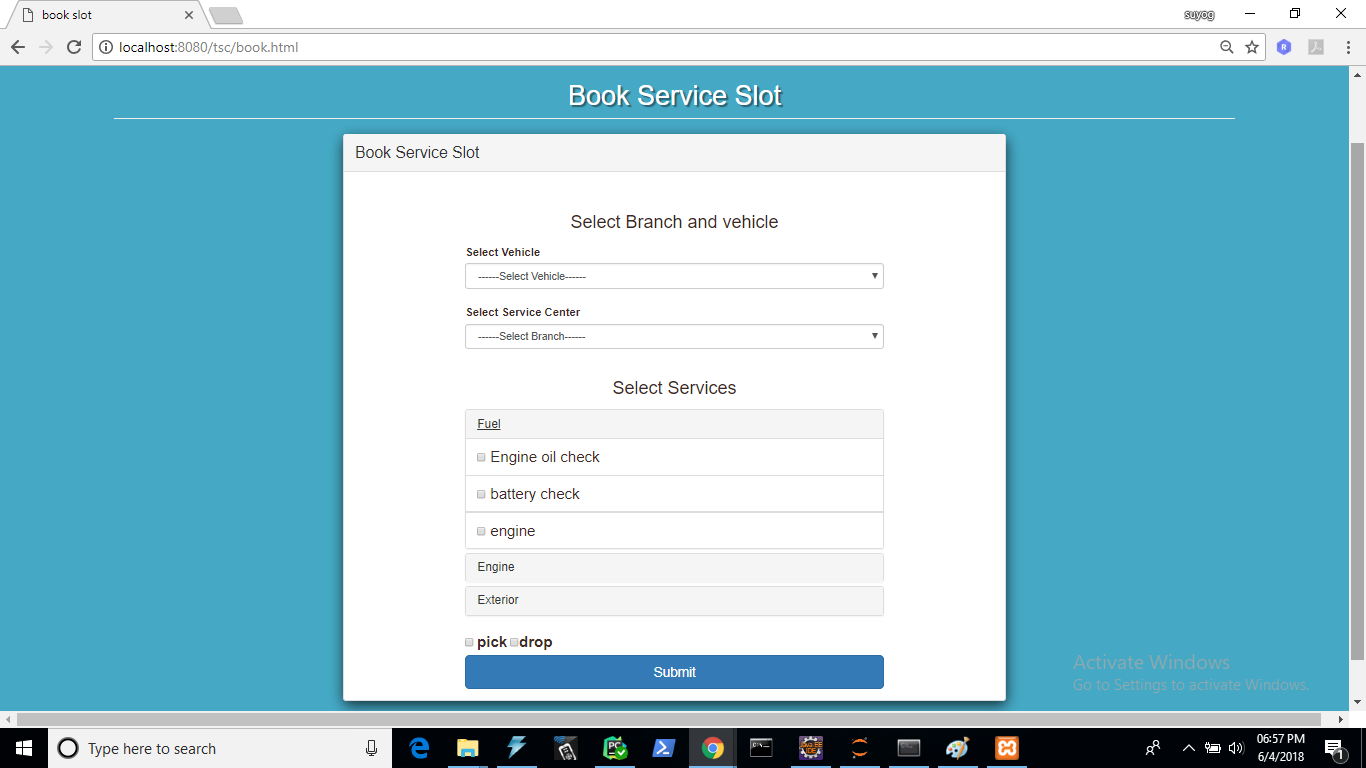 book slot
suyog
localhost:8080/tsc/book.html
Book Service Slot
Book Service Slot
Select Branch and vehicle
Select Vehicle
------Select Vehicle------
Select Service Center
------Select Branch------
Select Services
Fuel
Engine oil check
battery check
engine
Engine
Exterior
pick drop
Submit
Activate Windows
Go to Settings to activate Windows.
Type here to search
06:57 PM
6/4/2018
1